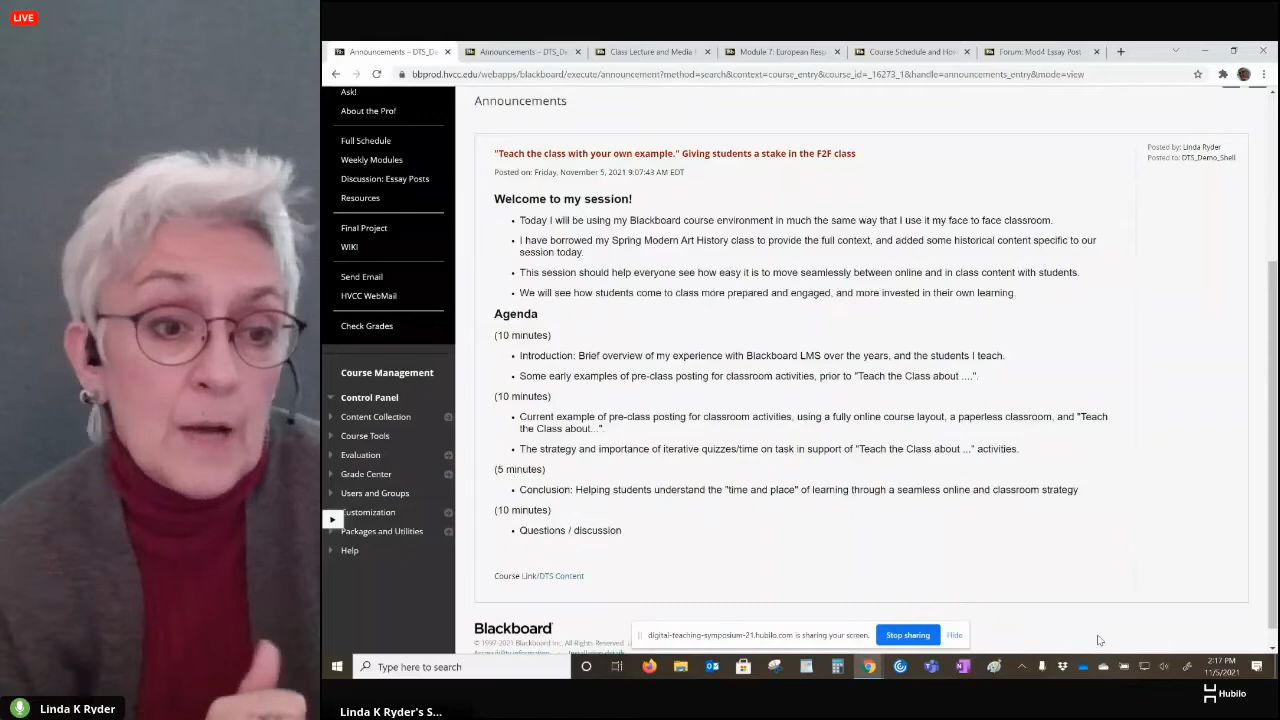 LIVE
Announcements – DTS_De
Announcements – DTS_D
Class Lecture and Media
Module 7: European Res
Course Schedule and Ho
Forum: Mod4 Essay Post
bbprod.hvcc.edu/webapps/blackboard/execute/announcement?method=search&context=course_entry&course_id=_16273_1&handle=announcements_entry&mode=view
Ask!
About the Prof
Full Schedule
Weekly Modules
Discussion: Essay Posts
Resources
Final Project
WIKI
Send Email
HVCC WebMail
Check Grades
Course Management
Control Panel
Content Collection
Course Tools
Evaluation
Grade Center
Users and Groups
Customization
Packages and Utilities
Help
Announcements
"Teach the class with your own example." Giving students a stake in the F2F class
Posted on: Friday, November 5, 2021 9:07:43 AM EDT
Posted by: Linda Ryder
Posted to: DTS_Demo_Shell
Welcome to my session!
• Today I will be using my Blackboard course environment in much the same way that I use it my face to face classroom.
• I have borrowed my Spring Modern Art History class to provide the full context, and added some historical content specific to our
session today.
• This session should help everyone see how easy it is to move seamlessly between online and in class content with students.
• We will see how students come to class more prepared and engaged, and more invested in their own learning.
Agenda
(10 minutes)
• Introduction: Brief overview of my experience with Blackboard LMS over the years, and the students I teach.
• Some early examples of pre-class posting for classroom activities, prior to "Teach the Class about ....".
(10 minutes)
• Current example of pre-class posting for classroom activities, using a fully online course layout, a paperless classroom, and "Teach
the Class about...".
• The strategy and importance of iterative quizzes/time on task in support of "Teach the Class about ..." activities.
(5 minutes)
• Conclusion: Helping students understand the "time and place" of learning through a seamless online and classroom strategy
(10 minutes)
• Questions / discussion
Course Link/DTS Content
Blackboard
© 1997-2021 Blackboard Inc. All Rights Reserved.
digital-teaching-symposium-21.hubilo.com is sharing your screen.
Stop sharing
Hide
Type here to search
2:17 PM
11/5/2021
Hubilo
Linda K Ryder
Linda K Ryder's S...